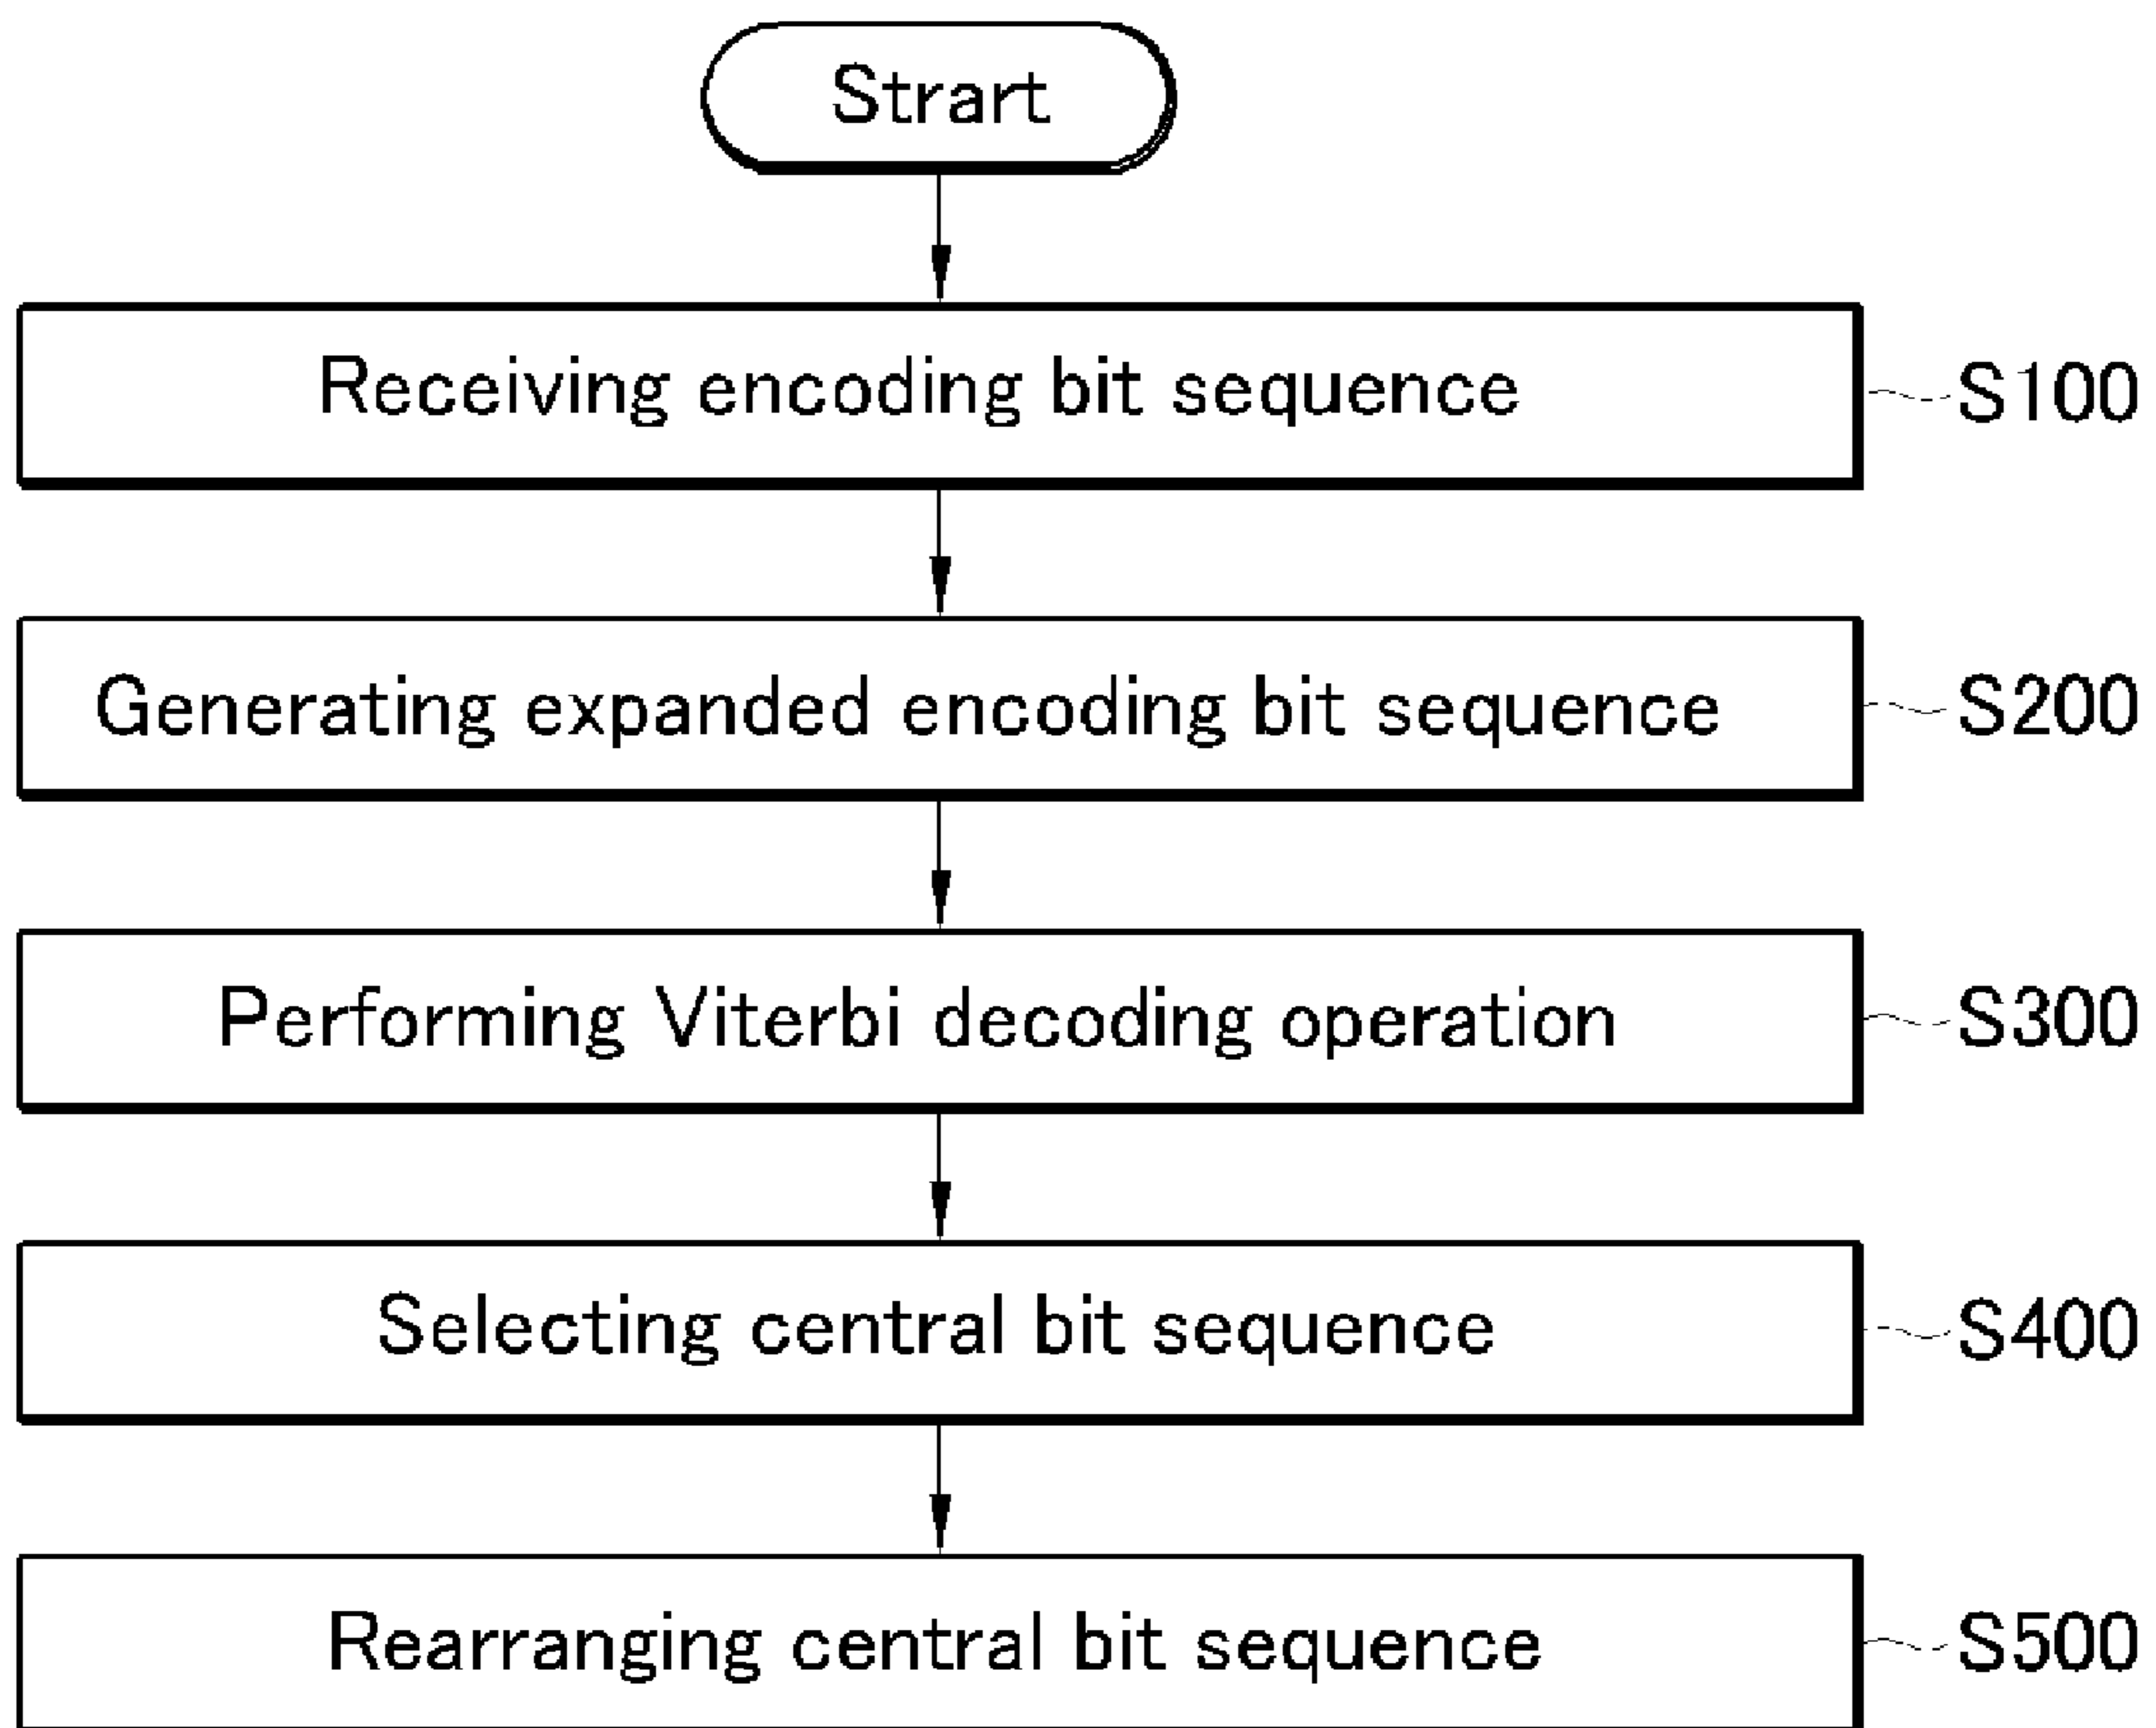 Strart
Receiving encoding bit sequence
S100
Generating expanded encoding bit sequence
S200
Performing Viterbi decoding operation
S300
Selecting central bit sequence
S400
Rearranging central bit sequence
S500